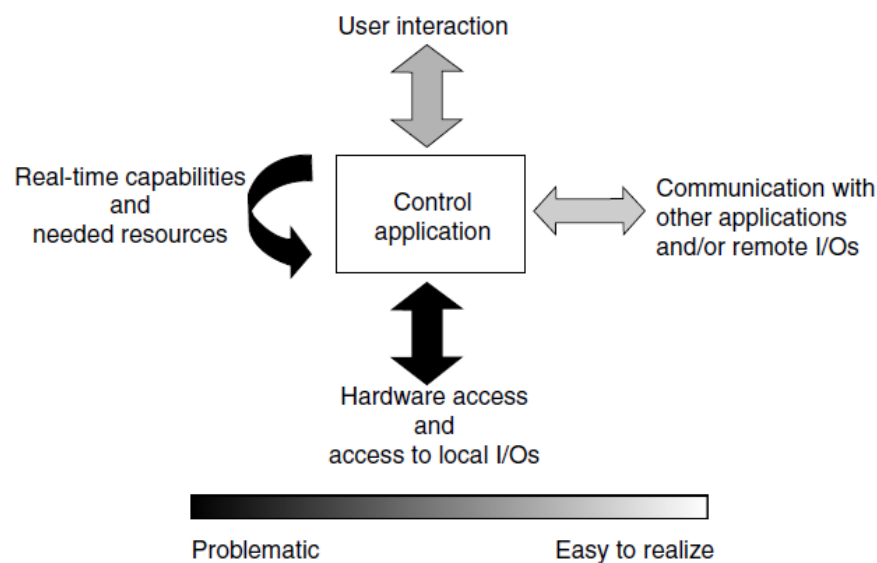 User interaction
Real-time capabilities
and
needed resources
Control
application
Communication with
other applications
and/or remote I/Os
Hardware access
and
access to local I/Os
Problematic
Easy to realize